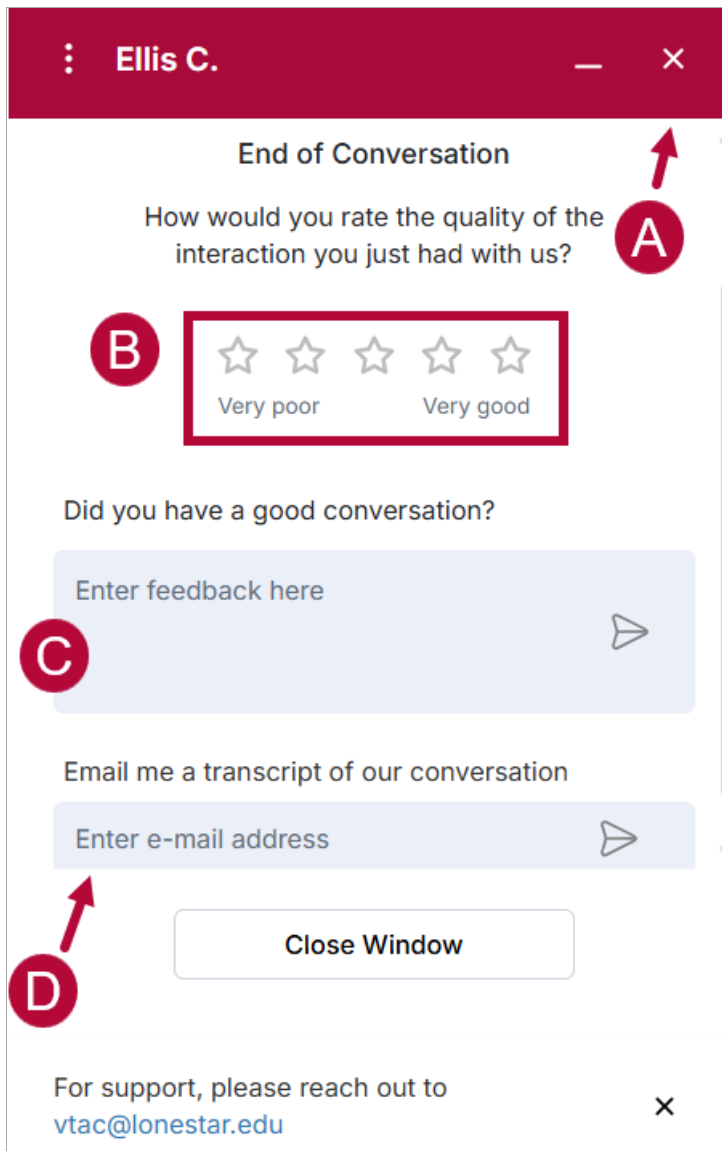 Ellis C.
End of Conversation
How would you rate the quality of the
interaction you just had with us?
A
B
Very poor
Very good
Did you have a good conversation?
Enter feedback here
C
Email me a transcript of our conversation
Enter e-mail address
D
Close Window
For support, please reach out to
vtac@lonestar.edu